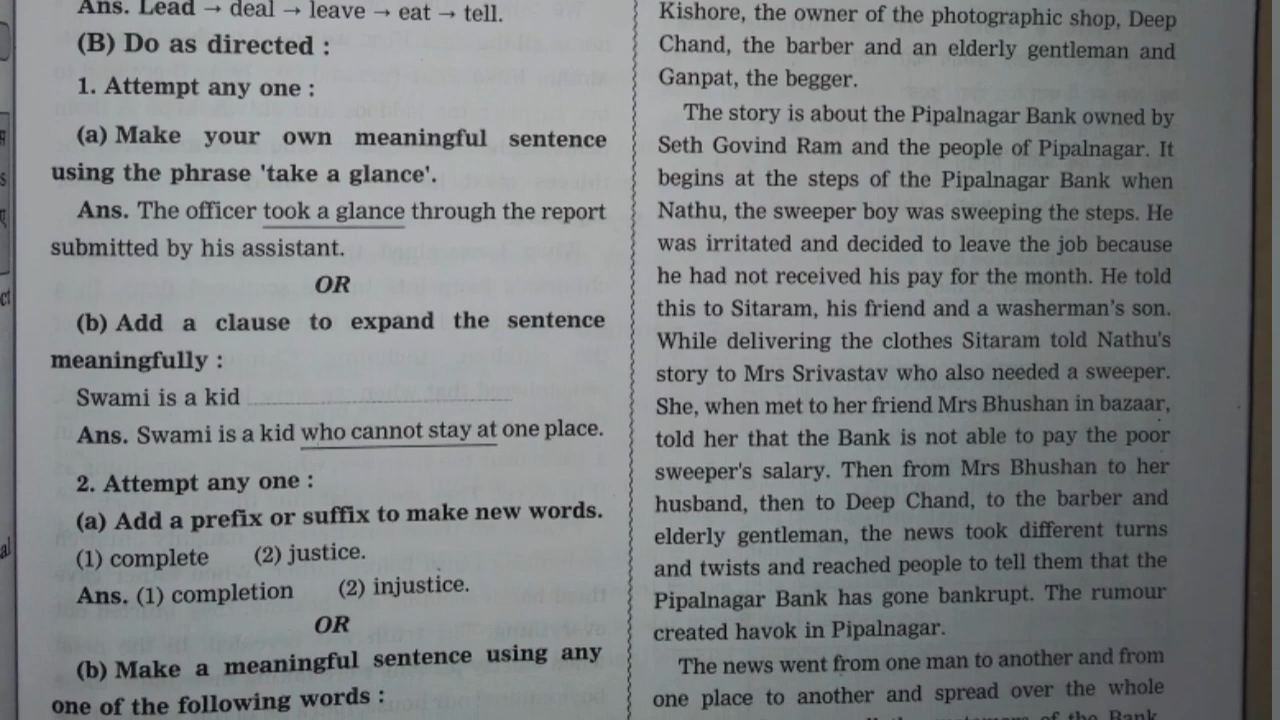 Ans. Lead → deal → leave → eat → tell.
(B) Do as directed :
1. Attempt any one :
(a) Make your own meaningful sentence
using the phrase 'take a glance'.
Ans. The officer took a glance through the report
submitted by his assistant.
OR
(b) Add a clause to expand the sentence
meaningfully :
Swami is a kid
Ans. Swami is a kid who cannot stay at one place.
2. Attempt any one :
(a) Add a prefix or suffix to make new words.
(1) complete (2) justice.
Ans. (1) completion (2) injustice.
OR
(b) Make a meaningful sentence using any
one of the following words :
Kishore, the owner of the photographic shop, Deep
Chand, the barber and an elderly gentleman and
Ganpat, the begger.
The story is about the Pipalnagar Bank owned by
Seth Govind Ram and the people of Pipalnagar. It
begins at the steps of the Pipalnagar Bank when
Nathu, the sweeper boy was sweeping the steps. He
was irritated and decided to leave the job because
he had not received his pay for the month. He told
this to Sitaram, his friend and a washerman's son.
While delivering the clothes Sitaram told Nathu's
story to Mrs Srivastav who also needed a sweeper.
She, when met to her friend Mrs Bhushan in bazaar,
told her that the Bank is not able to pay the poor
sweeper's salary. Then from Mrs Bhushan to her
husband, then to Deep Chand, to the barber and
elderly gentleman, the news took different turns
and twists and reached people to tell them that the
Pipalnagar Bank has gone bankrupt. The rumour
created havok in Pipalnagar.
The news went from one man to another and from
one place to another and spread over the whole
of the Bank